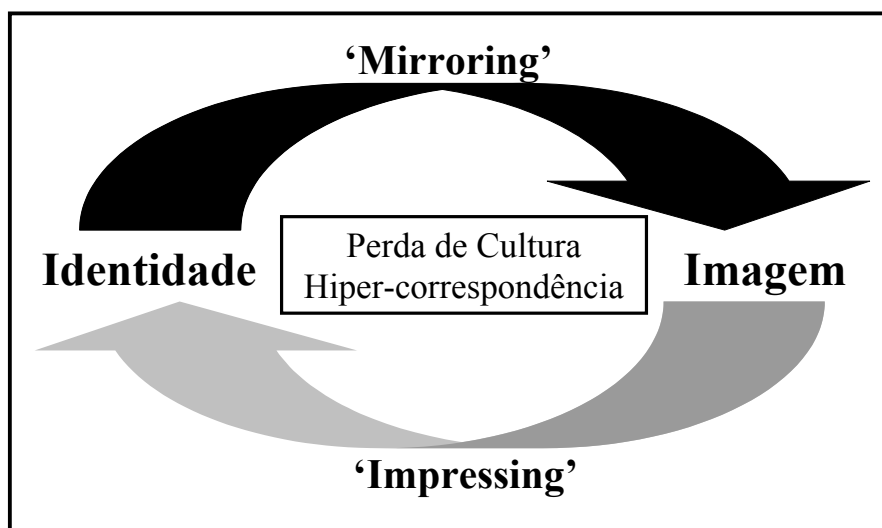 ‘Mirroring’
Identidade
Perda de Cultura
Hiper-correspondência
Imagem
‘Impressing’